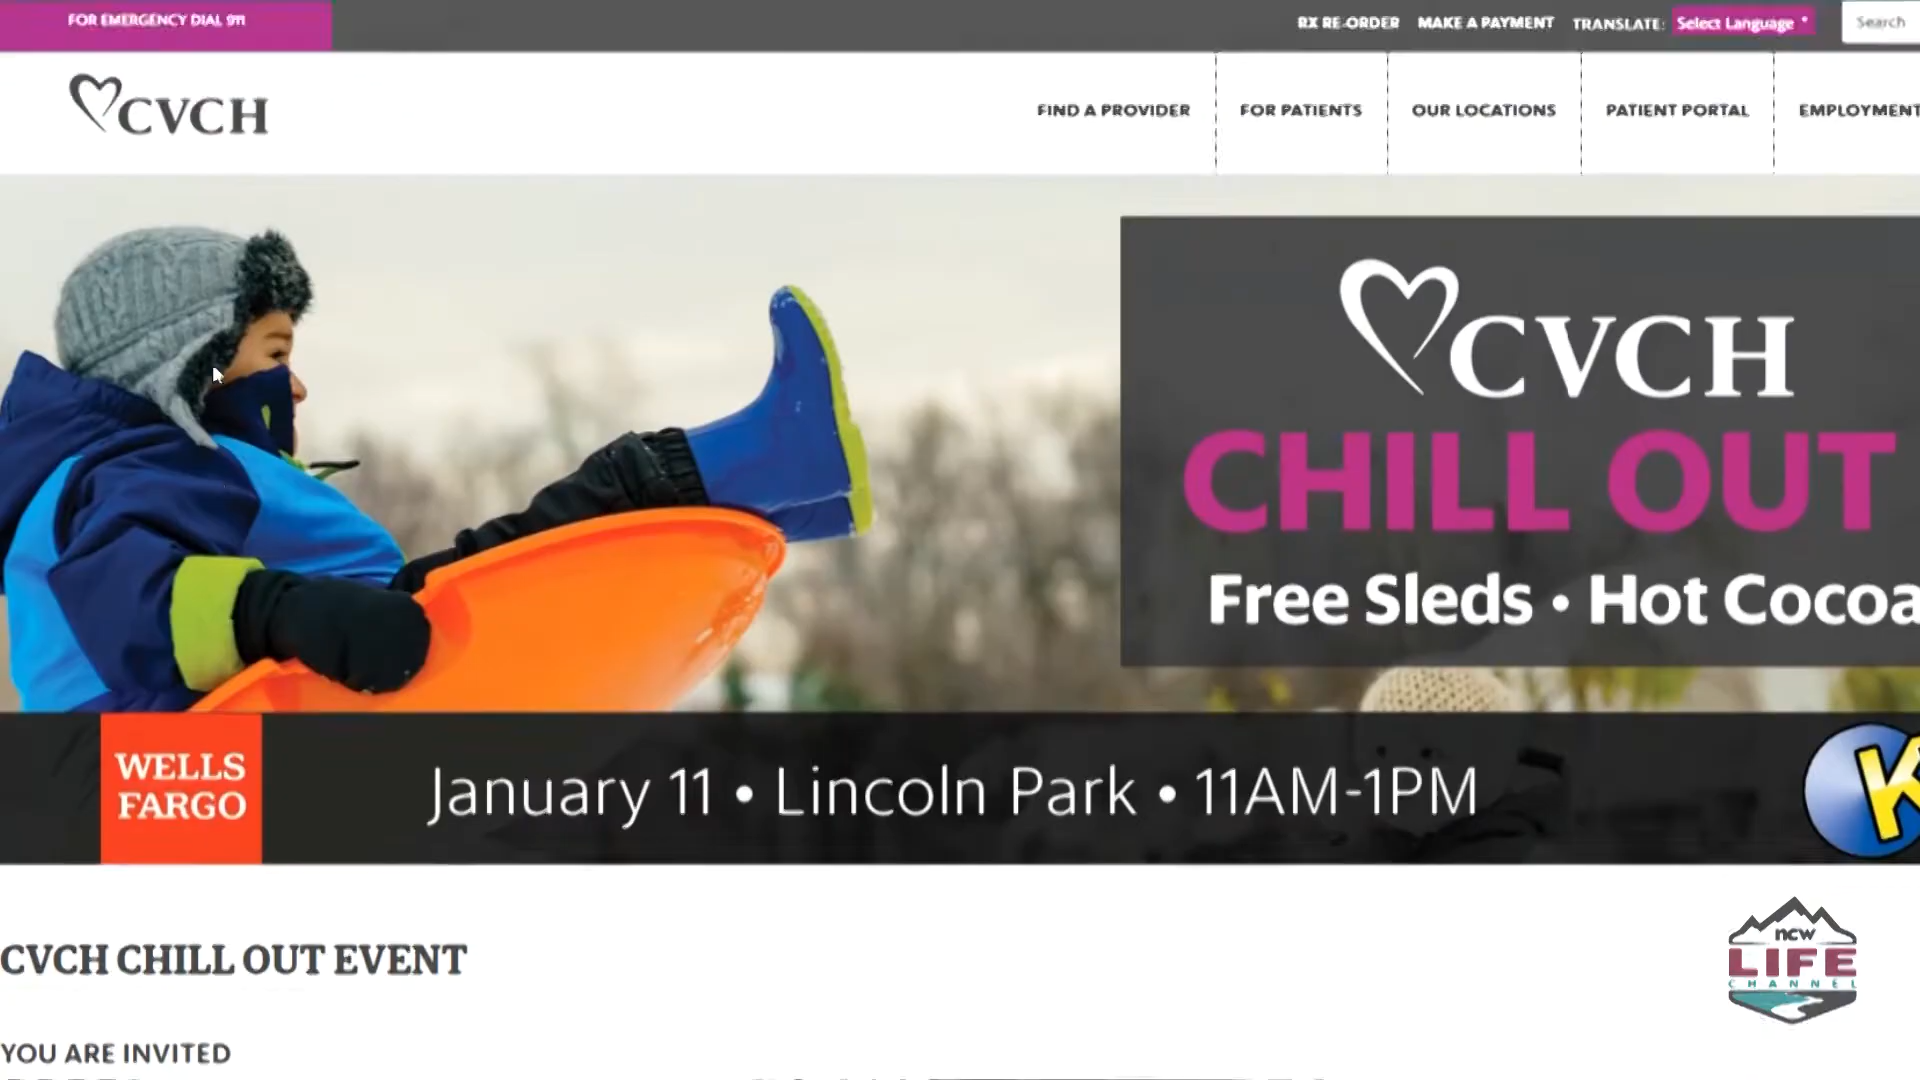 FOR EMERGENCY DIAL 911
RX RE-ORDER MAKE A PAYMENT TRANSLATE: Select Language Search
CVCH
FIND A PROVIDER FOR PATIENTS OUR LOCATIONS PATIENT PORTAL EMPLOYMENT
CVCH
CHILL OUT
Free Sleds • Hot Cocoa
WELLS
FARGO
January 11 • Lincoln Park • 11AM-1PM
K
CVCH CHILL OUT EVENT
ncw
LIFE
CHANNEL
YOU ARE INVITED